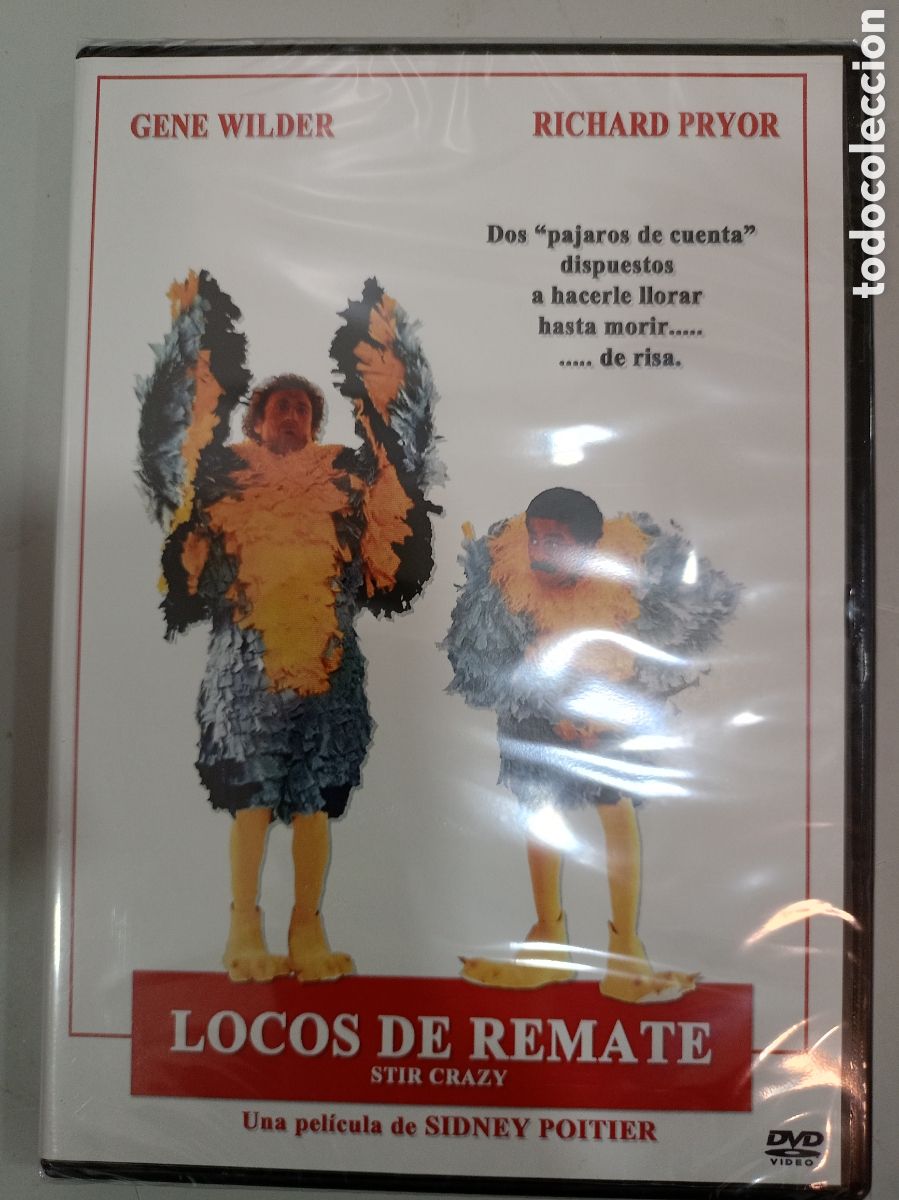 GENE WILDER
RICHARD PRYOR
Dos “pajaros de cuenta”
dispuestos
a hacerle llorar
hasta morir.....
..... de risa.
LOCOS DE REMATE
STIR CRAZY
Una película de SIDNEY POITIER
DVD
VIDEO
todocoleccion